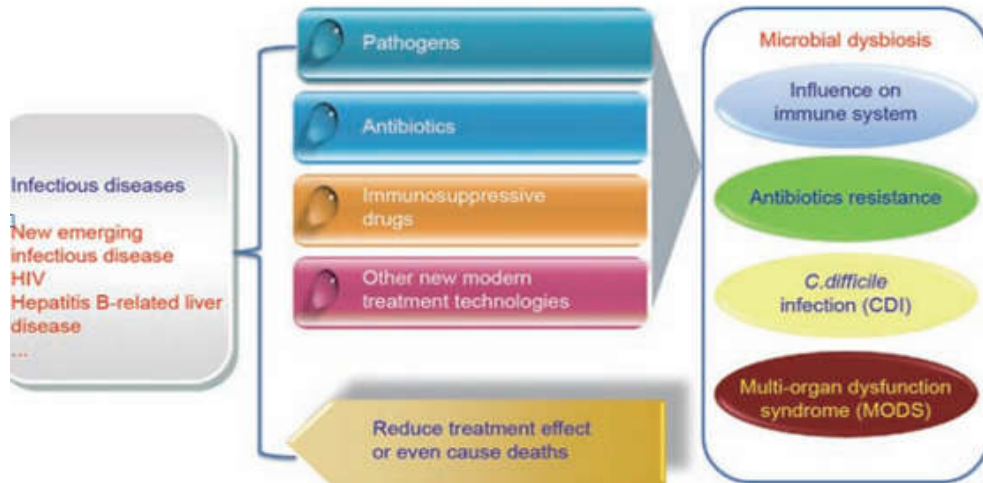 Infectious diseases
New emerging
infectious disease
HIV
Hepatitis B-related liver
disease
...
Pathogens
Antibiotics
Immunosuppressive
drugs
Other new modern
treatment technologies
Reduce treatment effect
or even cause deaths
Microbial dysbiosis
Influence on
immune system
Antibiotics resistance
C.difficile
infection (CDI)
Multi-organ dysfunction
syndrome (MODS)